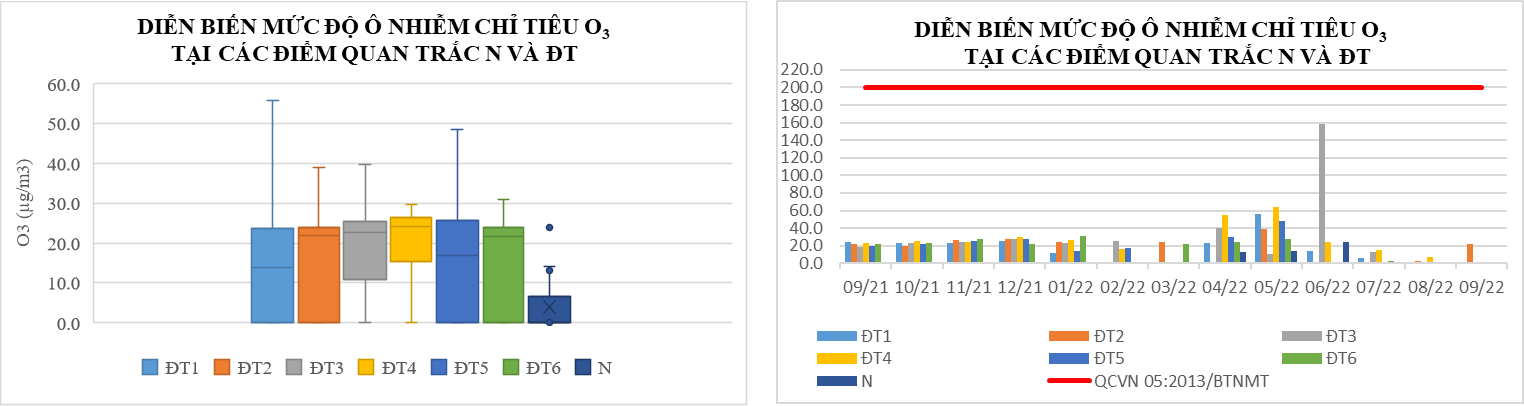 DIỄN BIẾN MỨC ĐỘ Ô NHIỄM CHỈ TIÊU O3
TẠI CÁC ĐIỂM QUAN TRẮC N VÀ ĐT
60.0
50.0
40.0
30.0
20.0
10.0
0.0
O3 (µg/m3)
ĐT1 ĐT2 ĐT3 ĐT4 ĐT5 ĐT6 N
DIỄN BIẾN MỨC ĐỘ Ô NHIỄM CHỈ TIÊU O3
TẠI CÁC ĐIỂM QUAN TRẮC N VÀ ĐT
220.0
200.0
180.0
160.0
140.0
120.0
100.0
80.0
60.0
40.0
20.0
0.0
09/21 10/21 11/21 12/21 01/22 02/22 03/22 04/22 05/22 06/22 07/22 08/22 09/22
ĐT1 ĐT2 ĐT3
ĐT4 ĐT5 ĐT6
N QCVN 05:2013/BTNMT